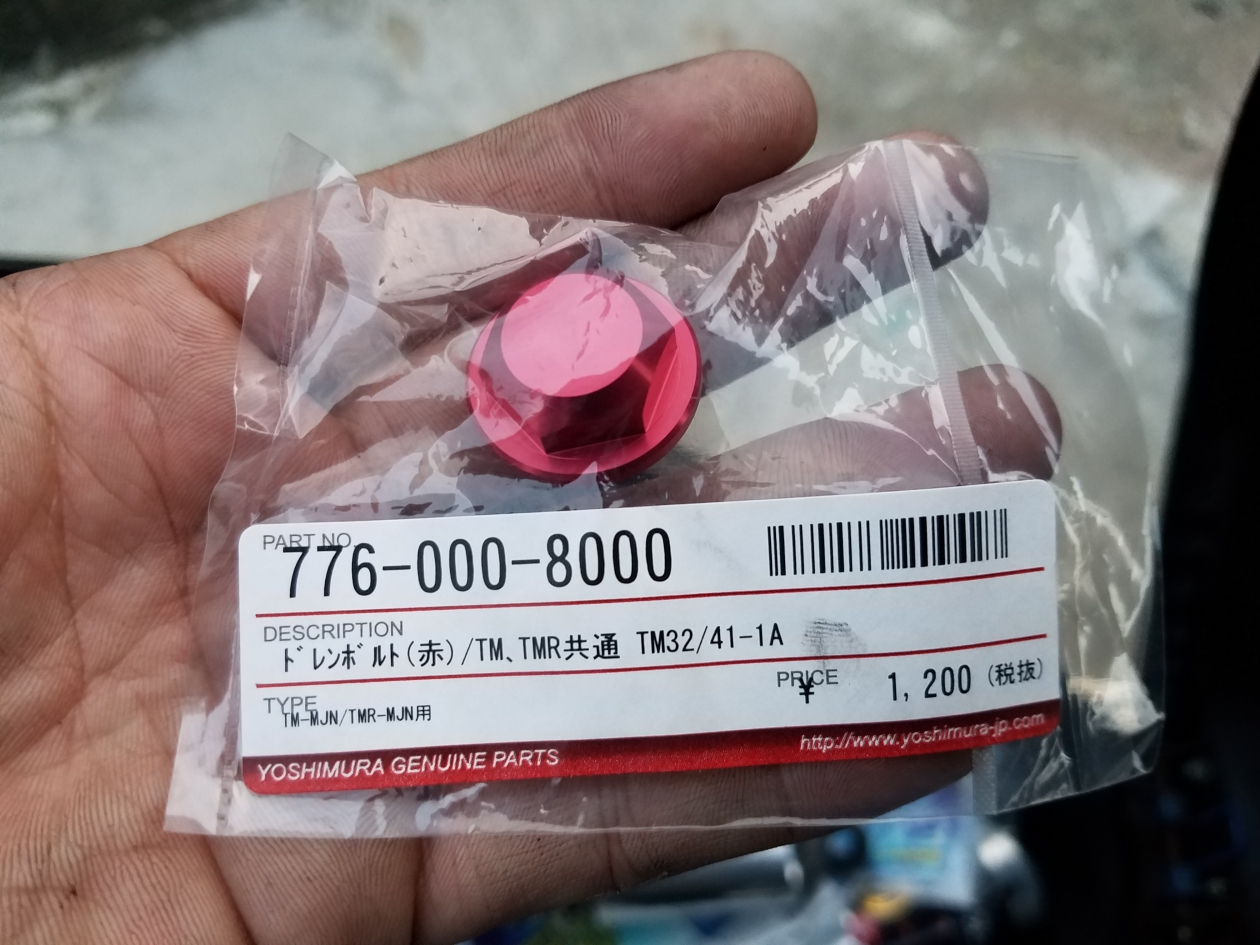 PART NO
776-000-8000
DESCRIPTION
ﾄﾞﾚﾝﾎﾞﾙﾄ(赤)/TM、TMR共通 TM32/41-1A
TYPE
TM-MJN/TMR-MJN用
PRICE
¥ 1,200 (税抜)
YOSHIMURA GENUINE PARTS
http://www.yoshimura-jp.com